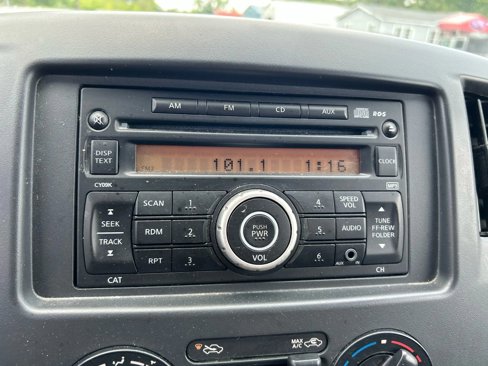 AM FM CD AUX
RDS
DISP TEXT
FM2 101.1 1:16
CLOCK
CY09K
MP3
SCAN 1 4 SPEED VOL
SEEK TRACK
RDM 2 5 AUDIO
RPT 3 6
PUSH PWR
VOL
TUNE FF·REW FOLDER
AUX IN
CAT
CH
MAX A/C